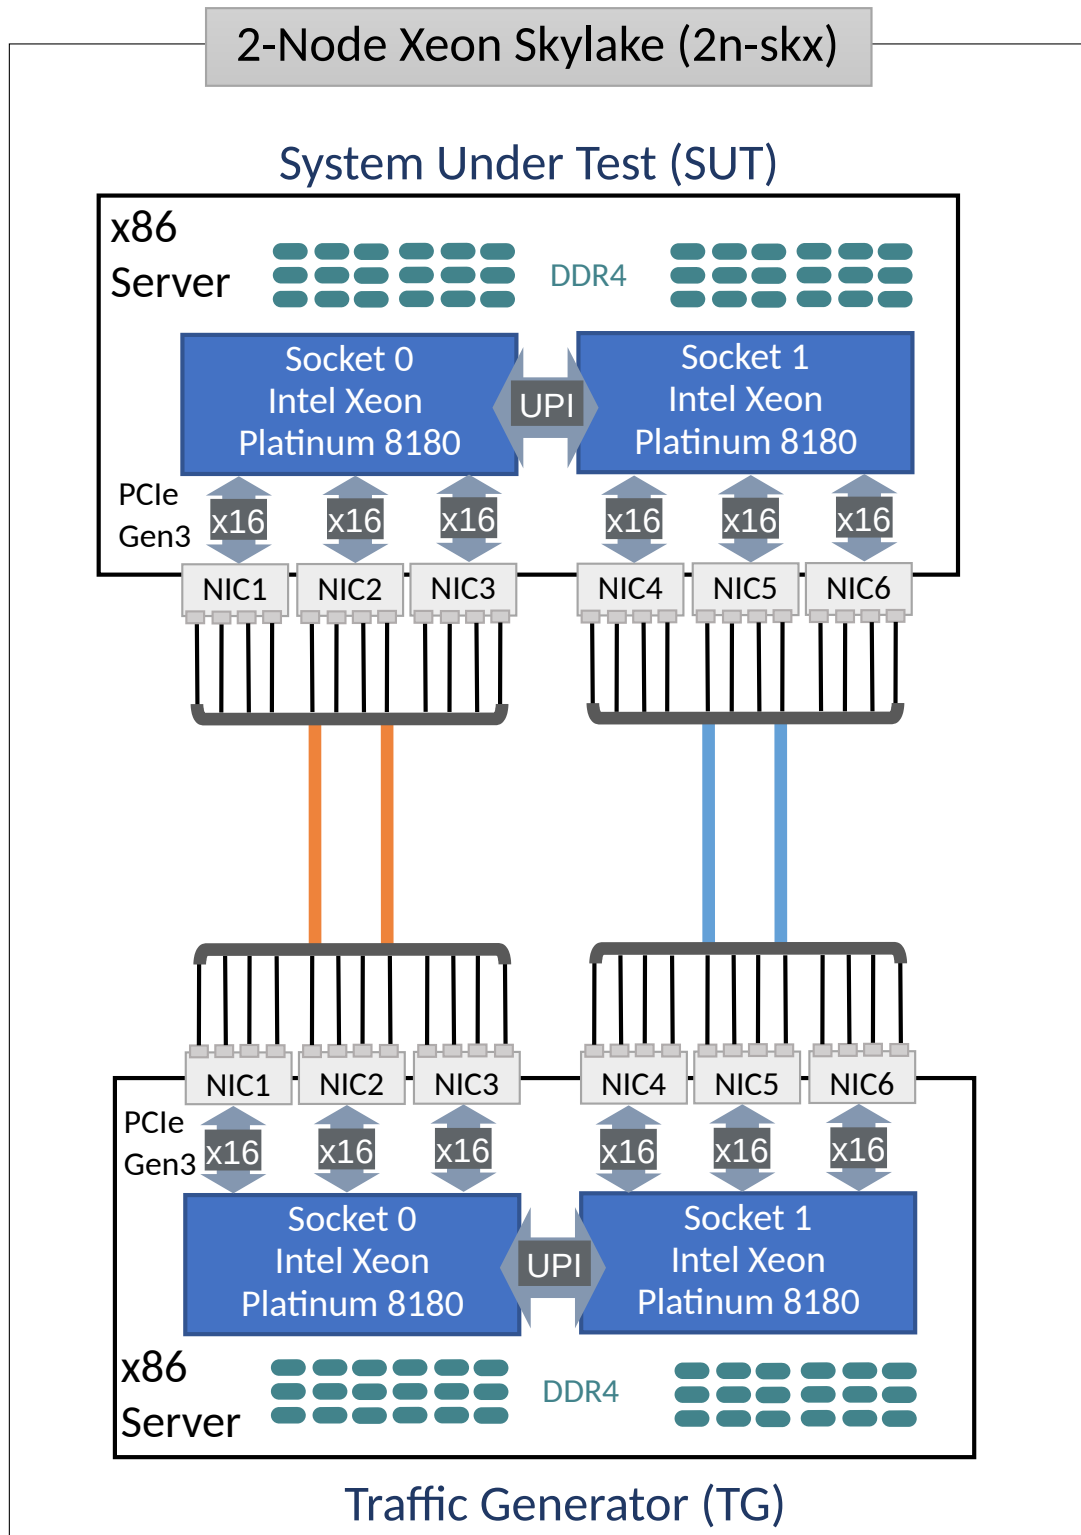 2-Node Xeon Skylake (2n-skx)
System Under Test (SUT)
x86
Server
DDR4
Socket 0
Intel Xeon
Platinum 8180
UPI
Socket 1
Intel Xeon
Platinum 8180
PCIe
Gen3
x16
x16
x16
x16
x16
x16
NIC1
NIC2
NIC3
NIC4
NIC5
NIC6
NIC1
NIC2
NIC3
NIC4
NIC5
NIC6
PCIe
Gen3
x16
x16
x16
x16
x16
x16
Socket 0
Intel Xeon
Platinum 8180
UPI
Socket 1
Intel Xeon
Platinum 8180
x86
Server
DDR4
Traffic Generator (TG)